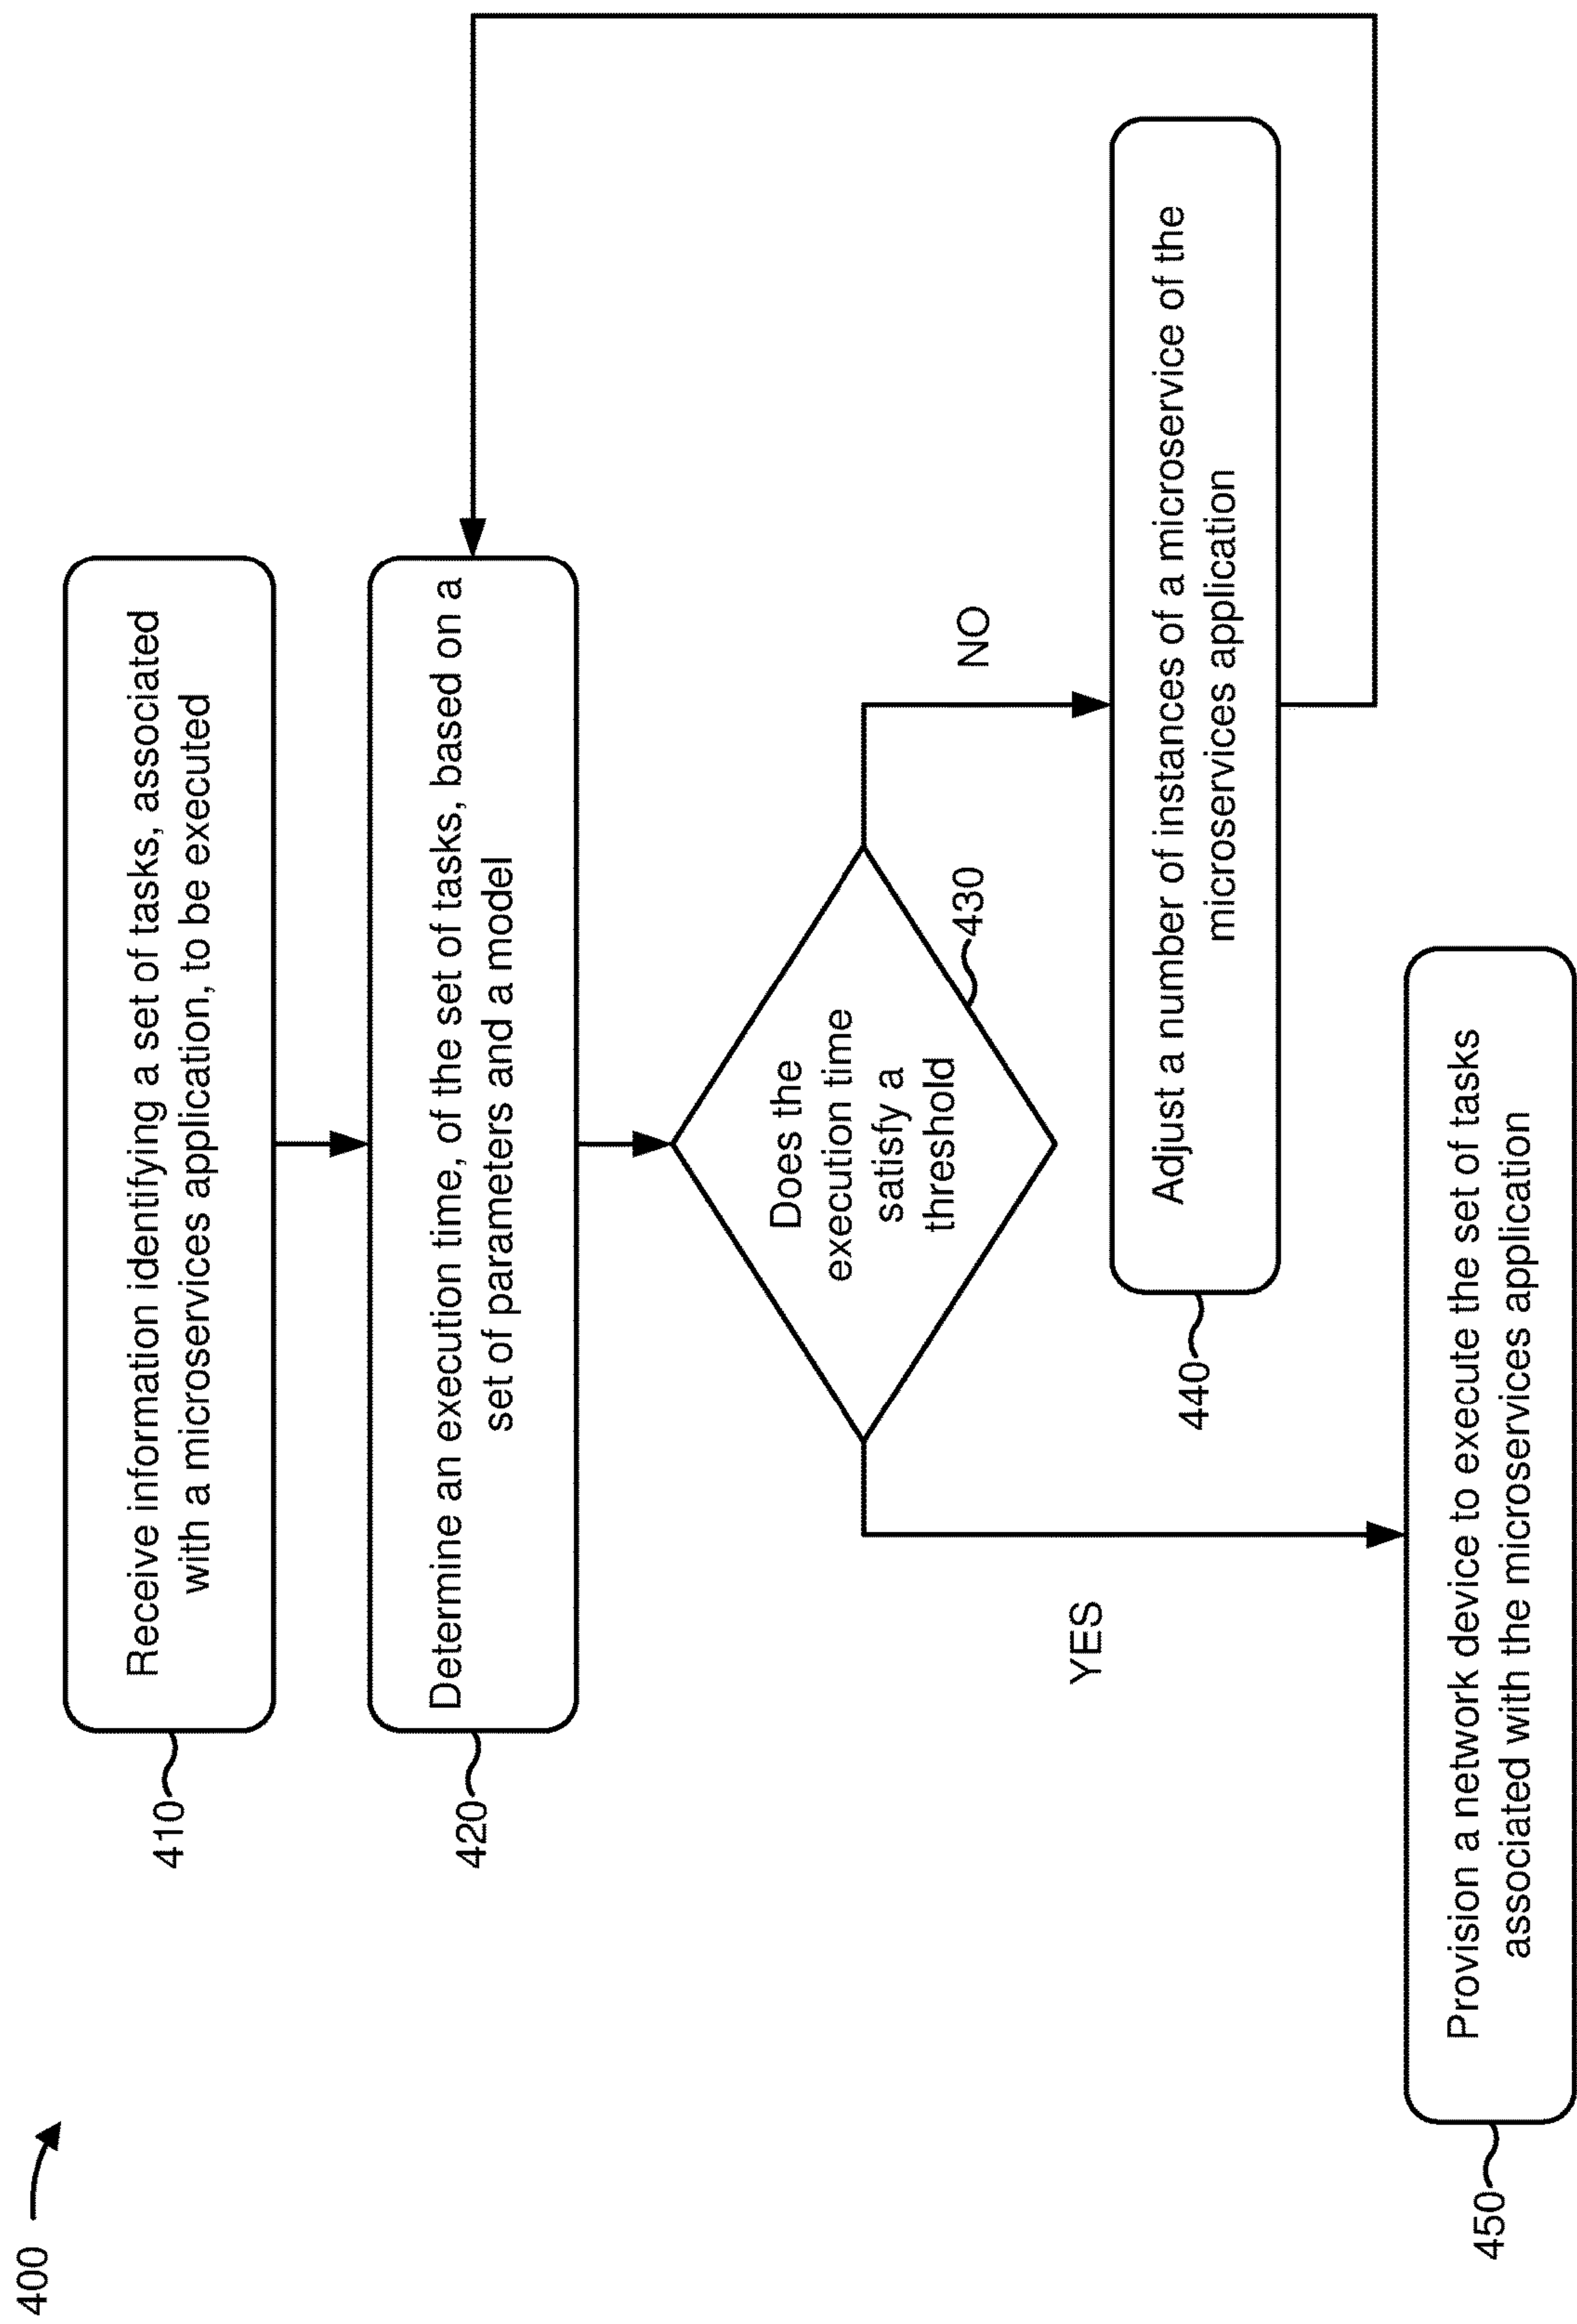 400
410
Receive information identifying a set of tasks, associated
with a microservices application, to be executed
420
Determine an execution time, of the set of tasks, based on a
set of parameters and a model
Does the
execution time
satisfy a
threshold
430
YES
NO
440
Adjust a number of instances of a microservice of the
microservices application
450
Provision a network device to execute the set of tasks
associated with the microservices application